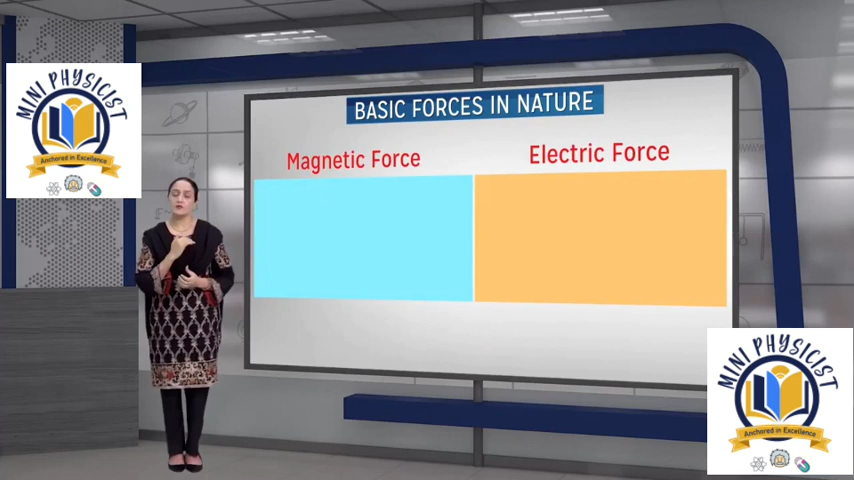 MINI PHYSICIST
Anchored in Excellence
BASIC FORCES IN NATURE
Magnetic Force
Electric Force
MINI PHYSICIST
Anchored in Excellence